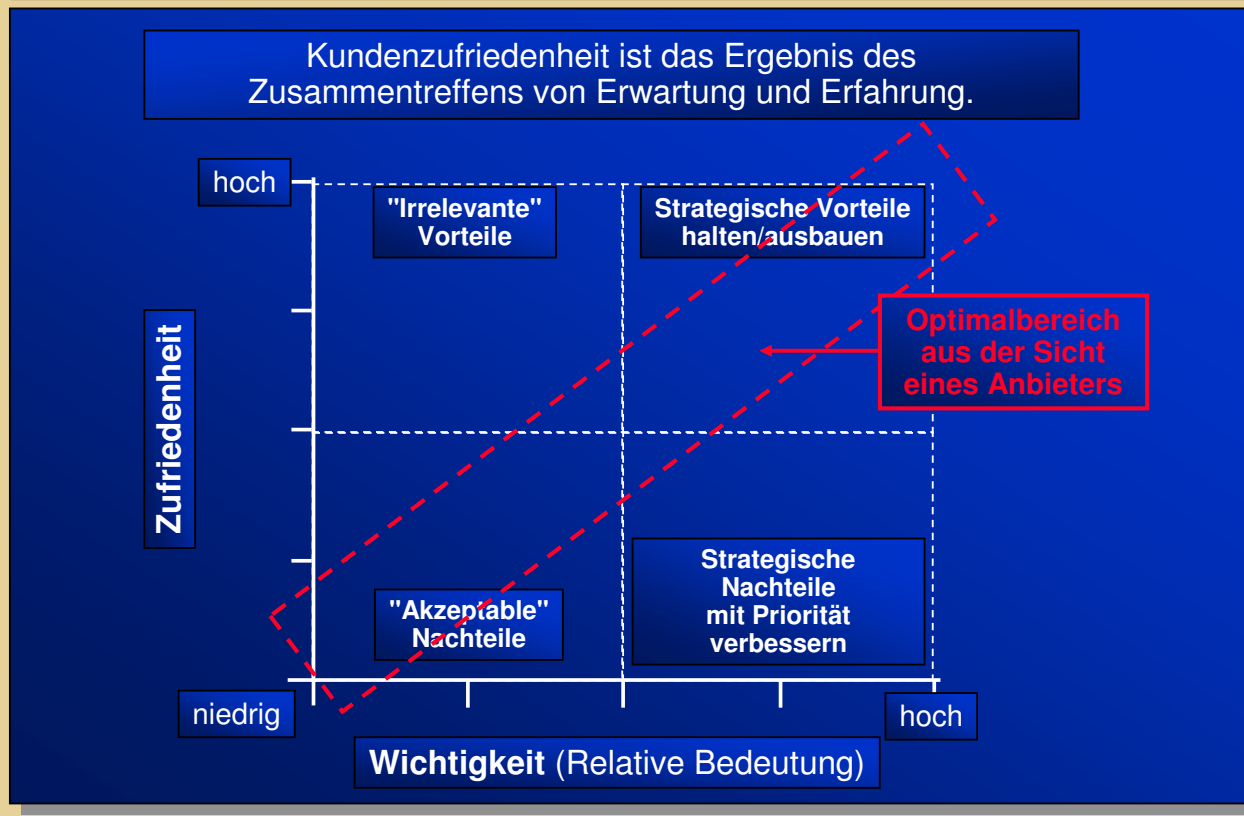 Kundenzufriedenheit ist das Ergebnis des
Zusammentreffens von Erwartung und Erfahrung.
hoch
"Irrelevante"
Vorteile
Strategische Vorteile
halten/ausbauen
Optimalbereich
aus der Sicht
eines Anbieters
Zufriedenheit
"Akzeptable"
Nachteile
Strategische
Nachteile
mit Priorität
verbessern
niedrig
hoch
Wichtigkeit (Relative Bedeutung)